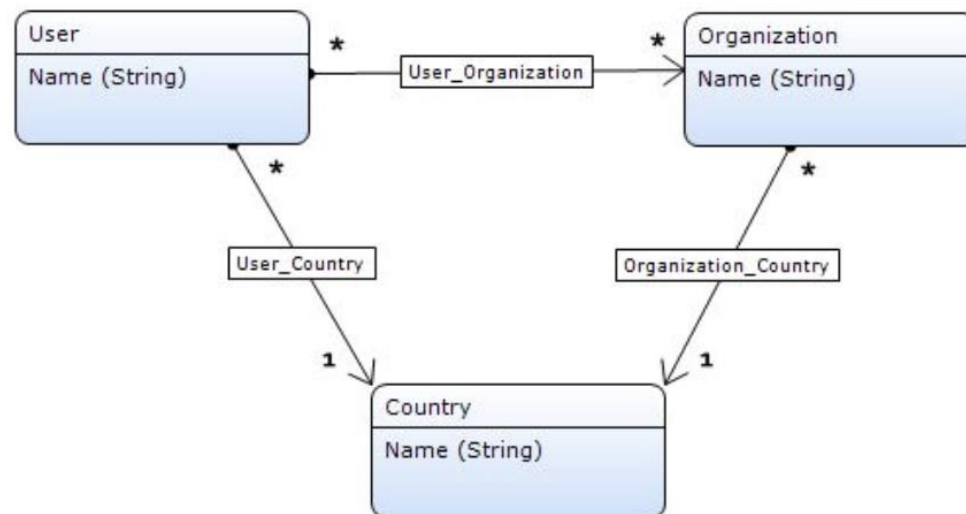 User
Name (String)
*
User_Organization
*
Organization
Name (String)
*
User_Country
1
*
Organization_Country
1
Country
Name (String)